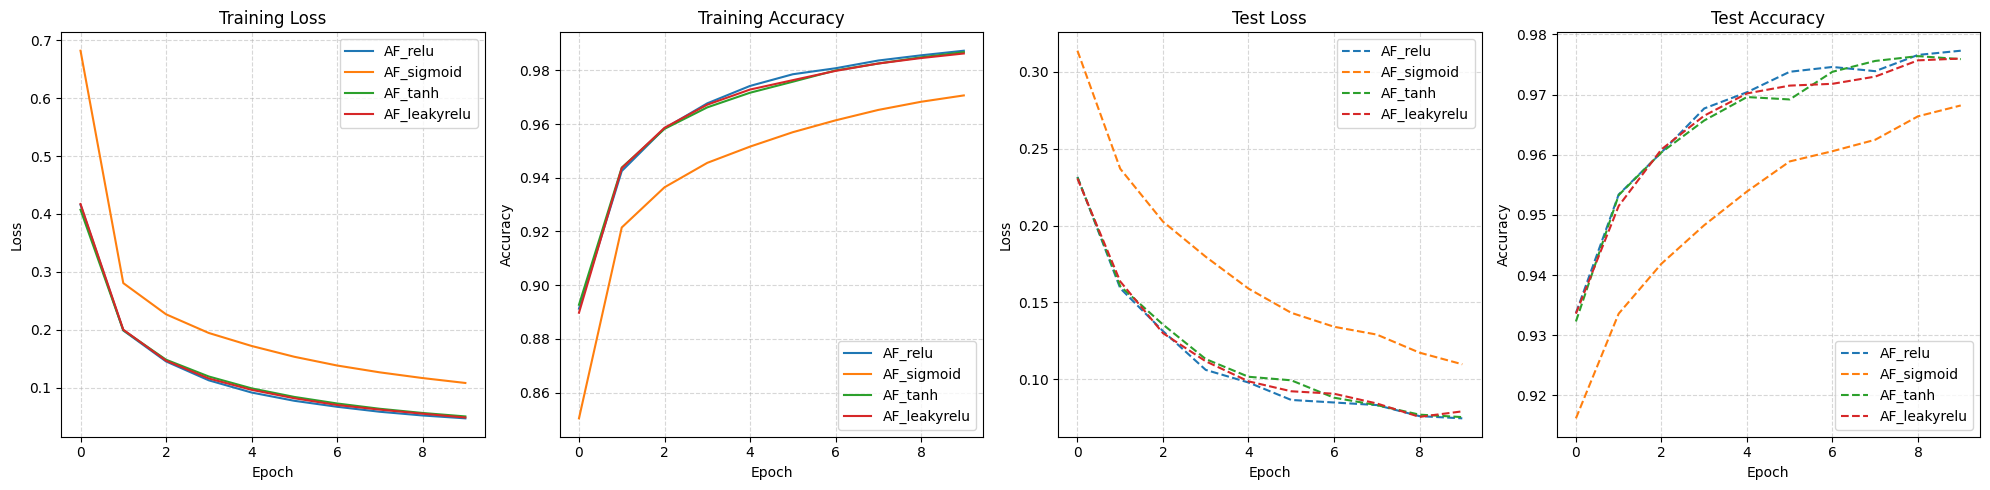 Training Loss
Loss
0.7
0.6
0.5
0.4
0.3
0.2
0.1
AF_relu
AF_sigmoid
AF_tanh
AF_leakyrelu
0 2 4 6 8
Epoch
Training Accuracy
Accuracy
0.98
0.96
0.94
0.92
0.90
0.88
0.86
AF_relu
AF_sigmoid
AF_tanh
AF_leakyrelu
0 2 4 6 8
Epoch
Test Loss
Loss
0.30
0.25
0.20
0.15
0.10
AF_relu
AF_sigmoid
AF_tanh
AF_leakyrelu
0 2 4 6 8
Epoch
Test Accuracy
Accuracy
0.98
0.97
0.96
0.95
0.94
0.93
0.92
AF_relu
AF_sigmoid
AF_tanh
AF_leakyrelu
0 2 4 6 8
Epoch